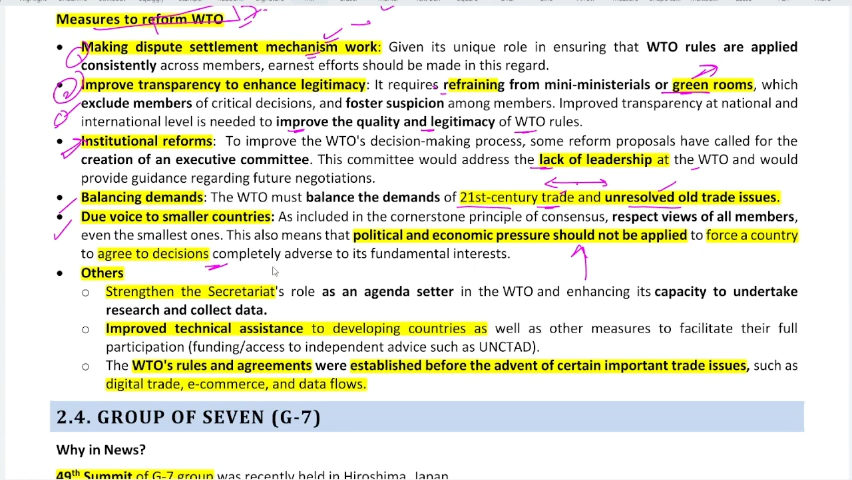 Measures to reform WTO
• Making dispute settlement mechanism work: Given its unique role in ensuring that WTO rules are applied
consistently across members, earnest efforts should be made in this regard.
• Improve transparency to enhance legitimacy: It requires refraining from mini-ministerials or green rooms, which
exclude members of critical decisions, and foster suspicion among members. Improved transparency at national and
international level is needed to improve the quality and legitimacy of WTO rules.
• Institutional reforms: To improve the WTO's decision-making process, some reform proposals have called for the
creation of an executive committee. This committee would address the lack of leadership at the WTO and would
provide guidance regarding future negotiations.
• Balancing demands: The WTO must balance the demands of 21st-century trade and unresolved old trade issues.
• Due voice to smaller countries: As included in the cornerstone principle of consensus, respect views of all members,
even the smallest ones. This also means that political and economic pressure should not be applied to force a country
to agree to decisions completely adverse to its fundamental interests.
• Others
o Strengthen the Secretariat's role as an agenda setter in the WTO and enhancing its capacity to undertake
research and collect data.
o Improved technical assistance to developing countries as well as other measures to facilitate their full
participation (funding/access to independent advice such as UNCTAD).
o The WTO's rules and agreements were established before the advent of certain important trade issues, such as
digital trade, e-commerce, and data flows.
2.4. GROUP OF SEVEN (G-7)
Why in News?
49th Summit of G-7 group was recently held in Hiroshima, Japan.